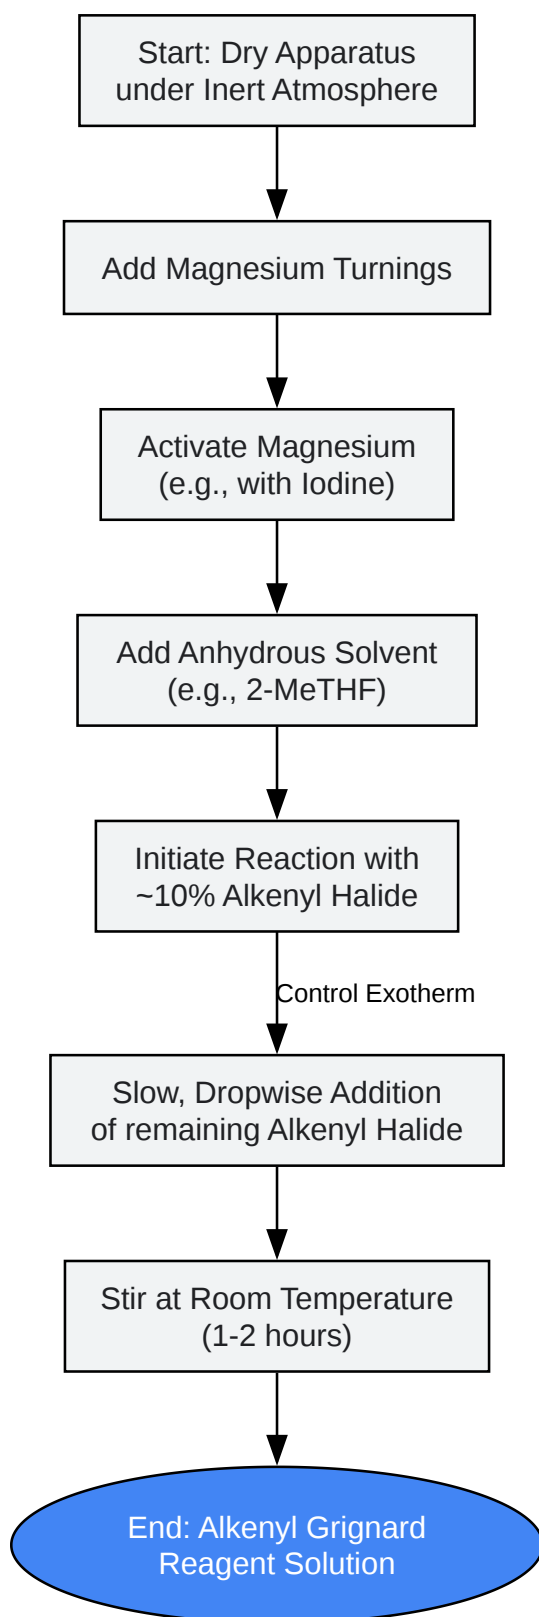 Start: Dry Apparatus
under Inert Atmosphere
Add Magnesium Turnings
Activate Magnesium
(e.g., with Iodine)
Add Anhydrous Solvent
(e.g., 2-MeTHF)
Initiate Reaction with
~10% Alkenyl Halide
Control Exotherm
Slow, Dropwise Addition
of remaining Alkenyl Halide
Stir at Room Temperature
(1-2 hours)
End: Alkenyl Grignard
Reagent Solution